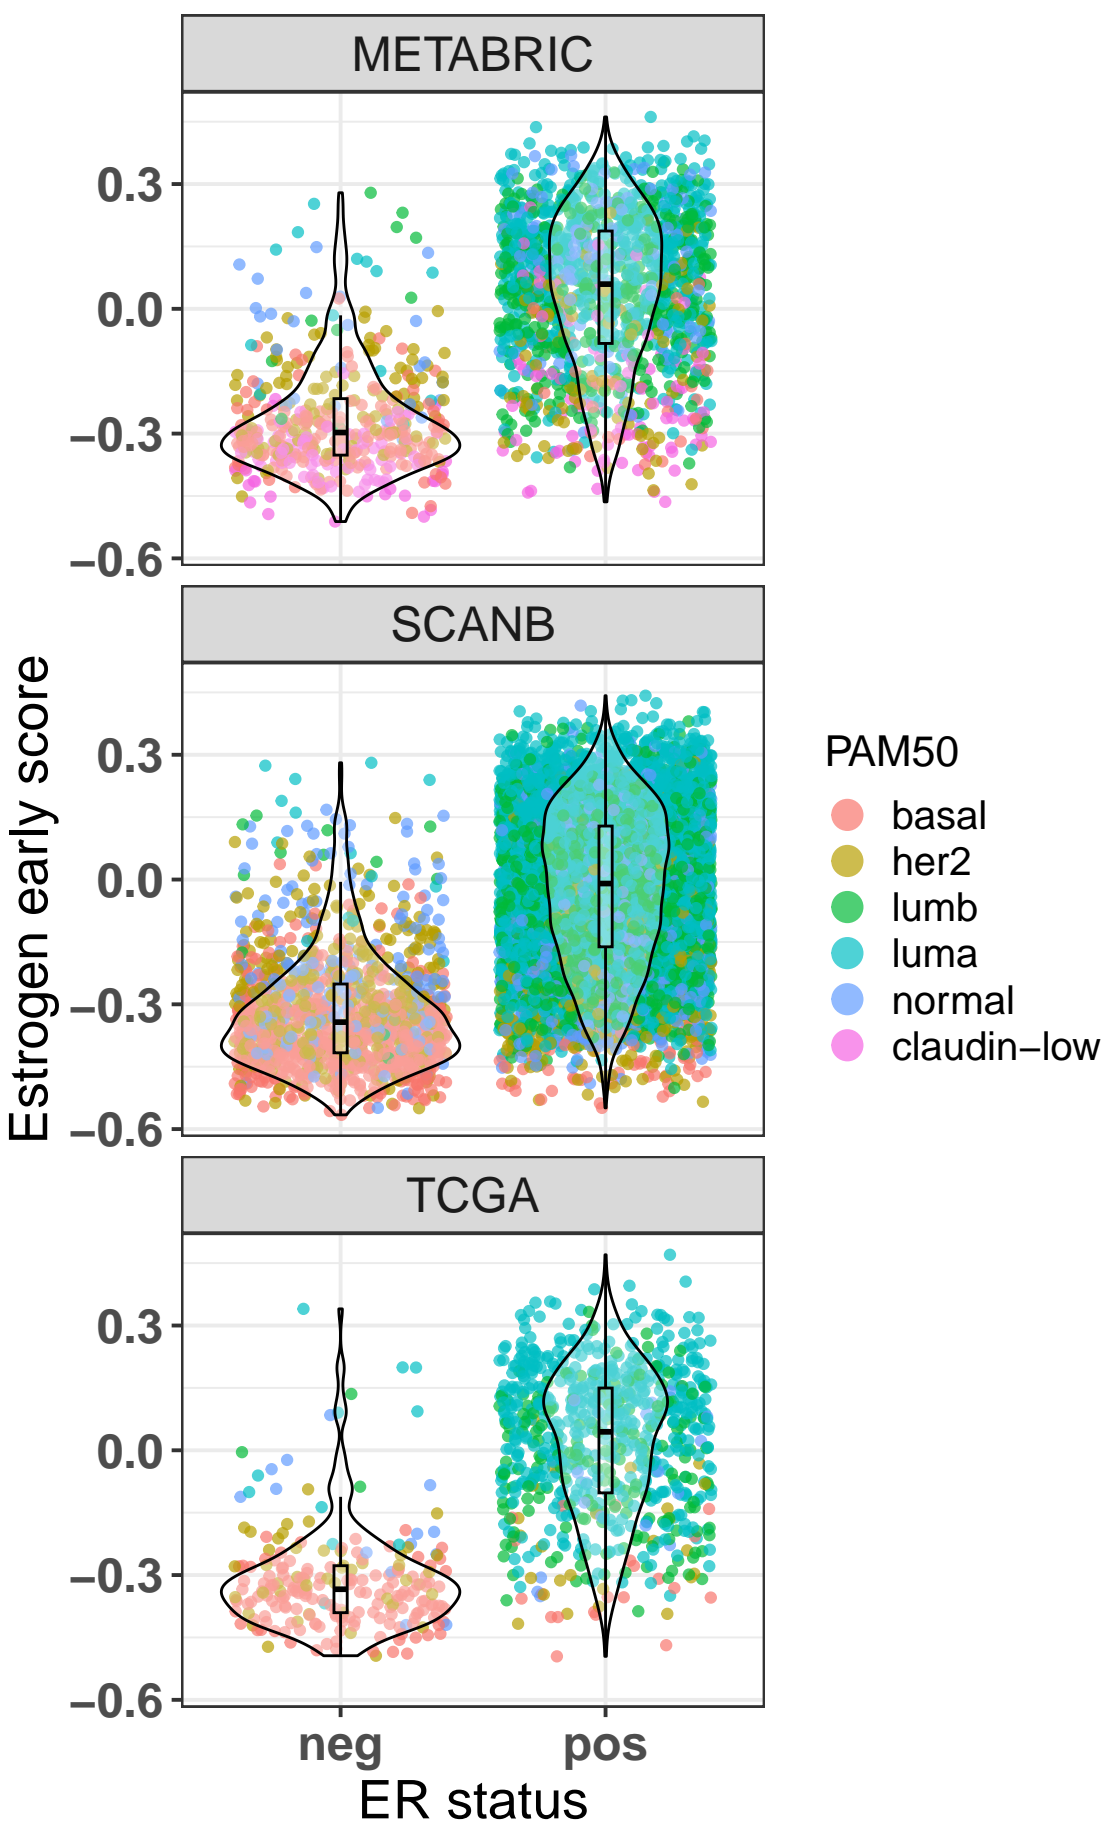 METABRIC
0.3
0.0
−0.3
−0.6
SCANB
0.3
0.0
−0.3
−0.6
TCGA
0.3
0.0
−0.3
−0.6
neg pos
ER status
Estrogen early score
PAM50
basal
her2
lumb
luma
normal
claudin−low